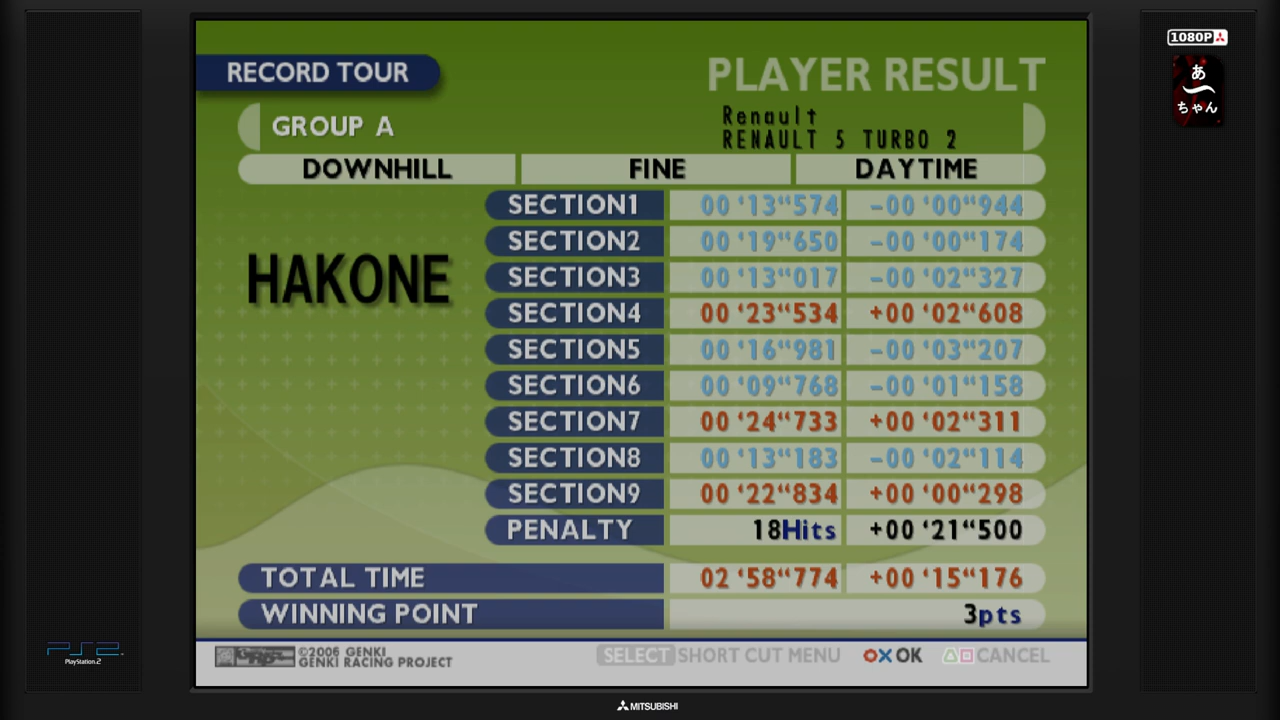 1080P
あ
ー
ちゃん
RECORD TOUR
PLAYER RESULT
GROUP A
Renault
RENAULT 5 TURBO 2
DOWNHILL FINE DAYTIME
HAKONE
SECTION1 00 ‘13“574 -00 ‘00“944
SECTION2 00 ‘19“650 -00 ‘00“174
SECTION3 00 ‘13“017 -00 ‘02“327
SECTION4 00 ‘23“534 +00 ‘02“608
SECTION5 00 ‘16“981 -00 ‘03“207
SECTION6 00 ‘09“768 -00 ‘01“158
SECTION7 00 ‘24“733 +00 ‘02“311
SECTION8 00 ‘13“183 -00 ‘02“114
SECTION9 00 ‘22“834 +00 ‘00“298
PENALTY 18Hits +00 ‘21“500
TOTAL TIME 02 ‘58“774 +00 ‘15“176
WINNING POINT 3pts
©2006 GENKI
GENKI RACING PROJECT
SELECT SHORT CUT MENU OK CANCEL
PS2
PlayStation.2
MITSUBISHI